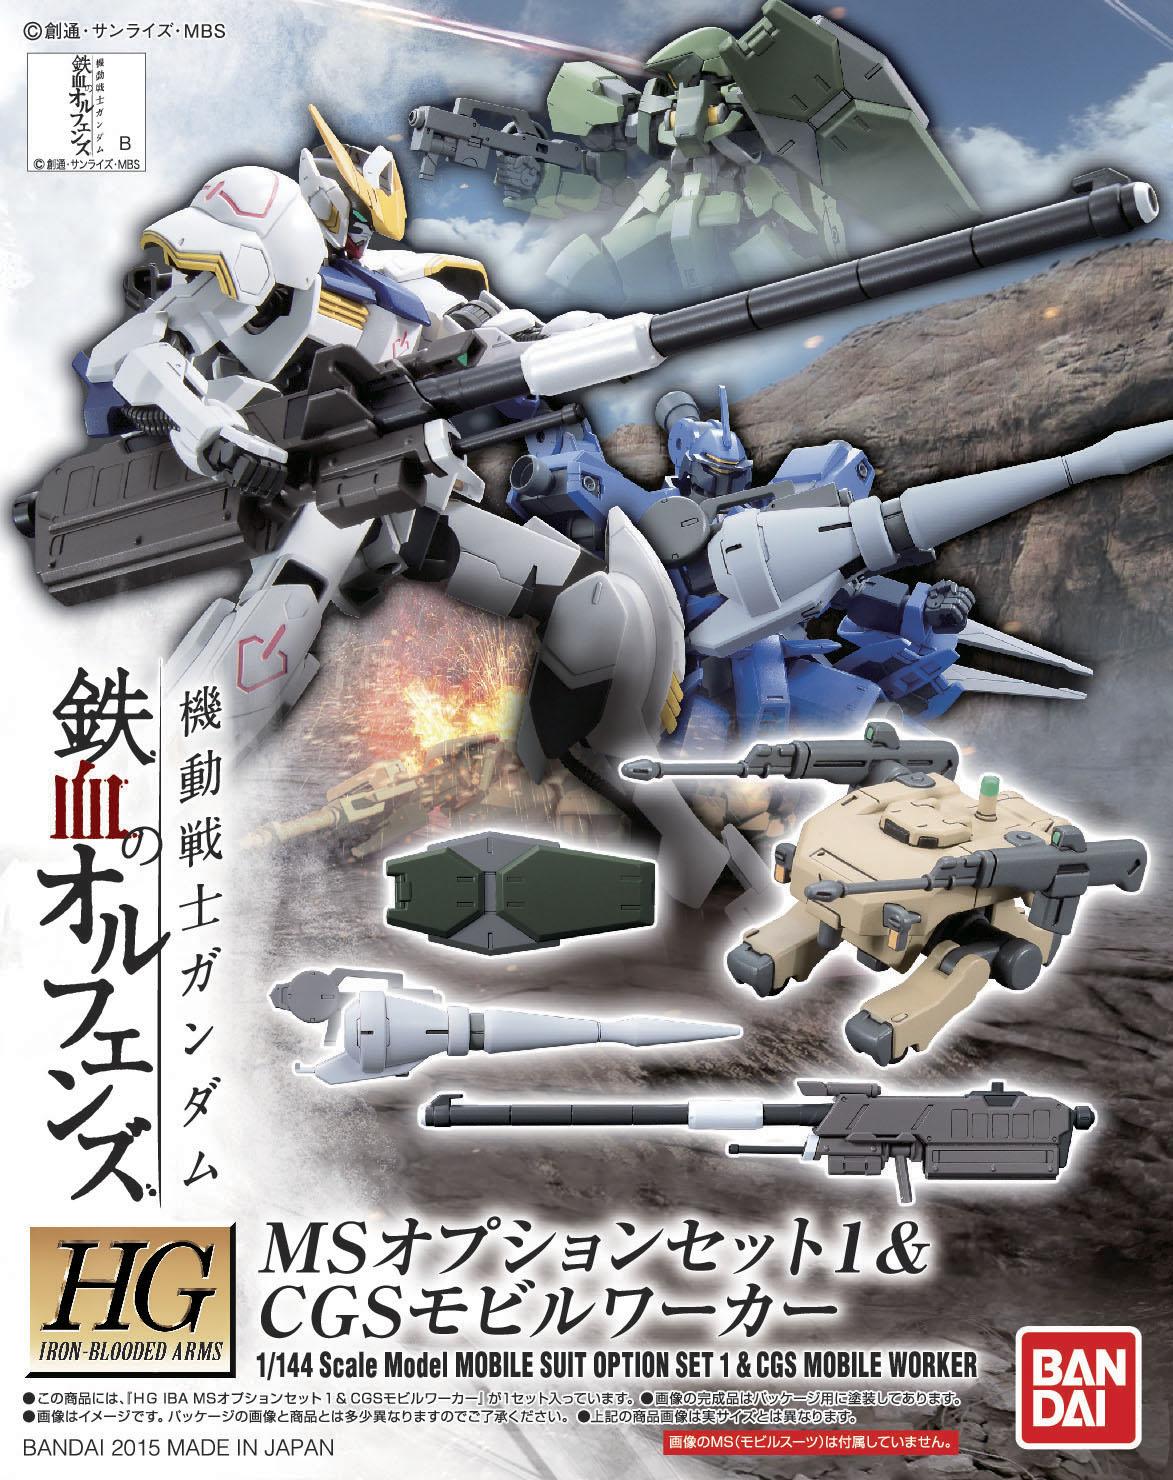 ©創通・サンライズ・MBS
機動戦士ガンダム
鉄血のオルフェンズ
B
©創通・サンライズ・MBS
機動戦士ガンダム
鉄血のオルフェンズ
HG
IRON-BLOODED ARMS
MSオプションセット1&
CGSモビルワーカー
1/144 Scale Model MOBILE SUIT OPTION SET 1 & CGS MOBILE WORKER
●この商品には、『HG IBA MSオプションセット1&CGSモビルワーカー』が1セット入っています。 ●画像の完成品はパッケージ用に塗装してあります。
●画像はイメージです。パッケージの画像と商品とは多少異なりますのでご了承ください。 ●上記の商品画像は実サイズとは異なります。
BANDAI 2015 MADE IN JAPAN
画像のMS(モビルスーツ)は付属していません。
BAN
DAI